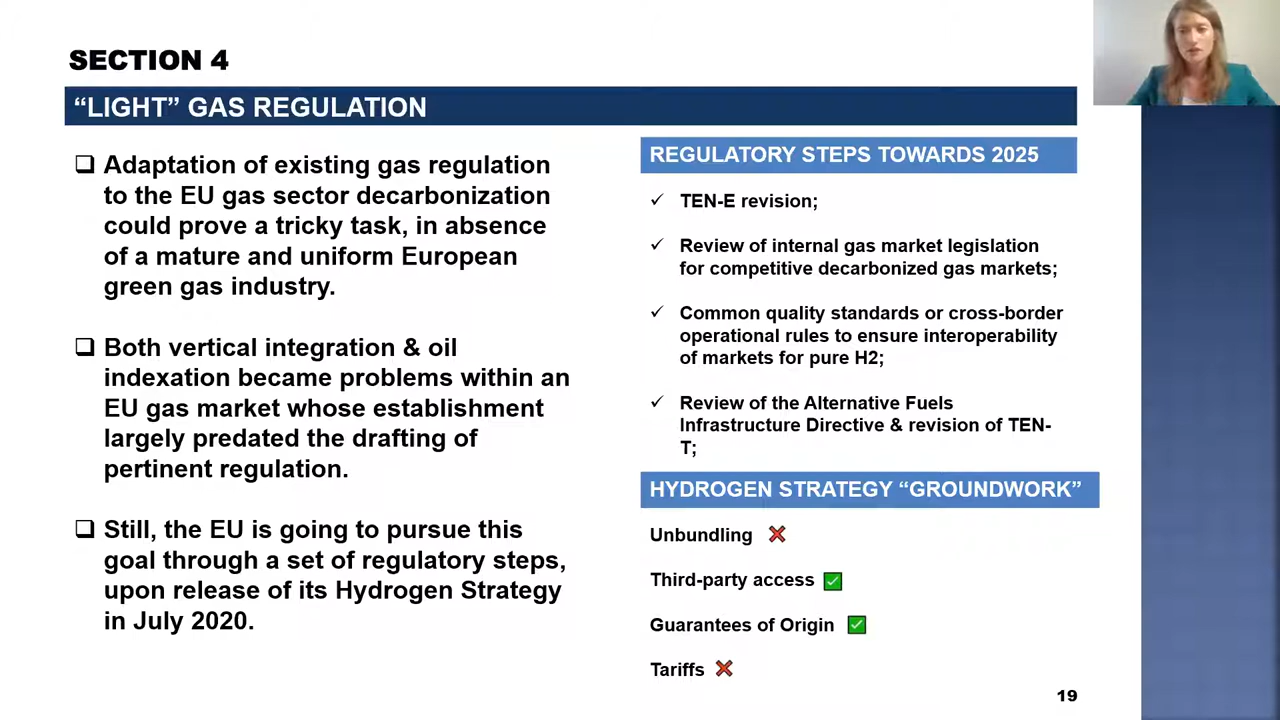 SECTION 4
“LIGHT” GAS REGULATION
Adaptation of existing gas regulation
to the EU gas sector decarbonization
could prove a tricky task, in absence
of a mature and uniform European
green gas industry.
Both vertical integration & oil
indexation became problems within an
EU gas market whose establishment
largely predated the drafting of
pertinent regulation.
Still, the EU is going to pursue this
goal through a set of regulatory steps,
upon release of its Hydrogen Strategy
in July 2020.
REGULATORY STEPS TOWARDS 2025
TEN-E revision;
Review of internal gas market legislation
for competitive decarbonized gas markets;
Common quality standards or cross-border
operational rules to ensure interoperability
of markets for pure H2;
Review of the Alternative Fuels
Infrastructure Directive & revision of TEN-
T;
HYDROGEN STRATEGY “GROUNDWORK”
Unbundling
Third-party access
Guarantees of Origin
Tariffs
19